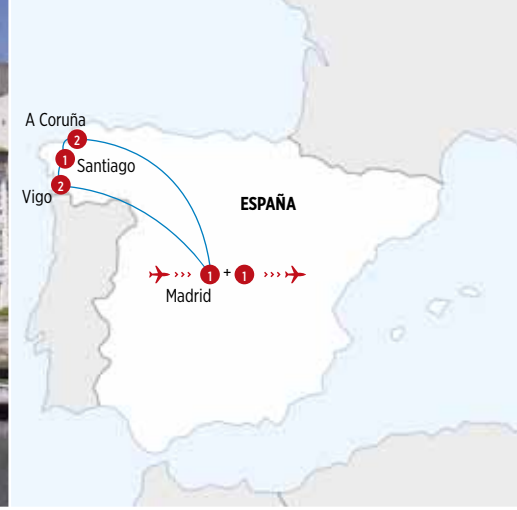 A Coruña
2
1
Santiago
2
Vigo
ESPAÑA
››› 1 + 1 ›››
Madrid